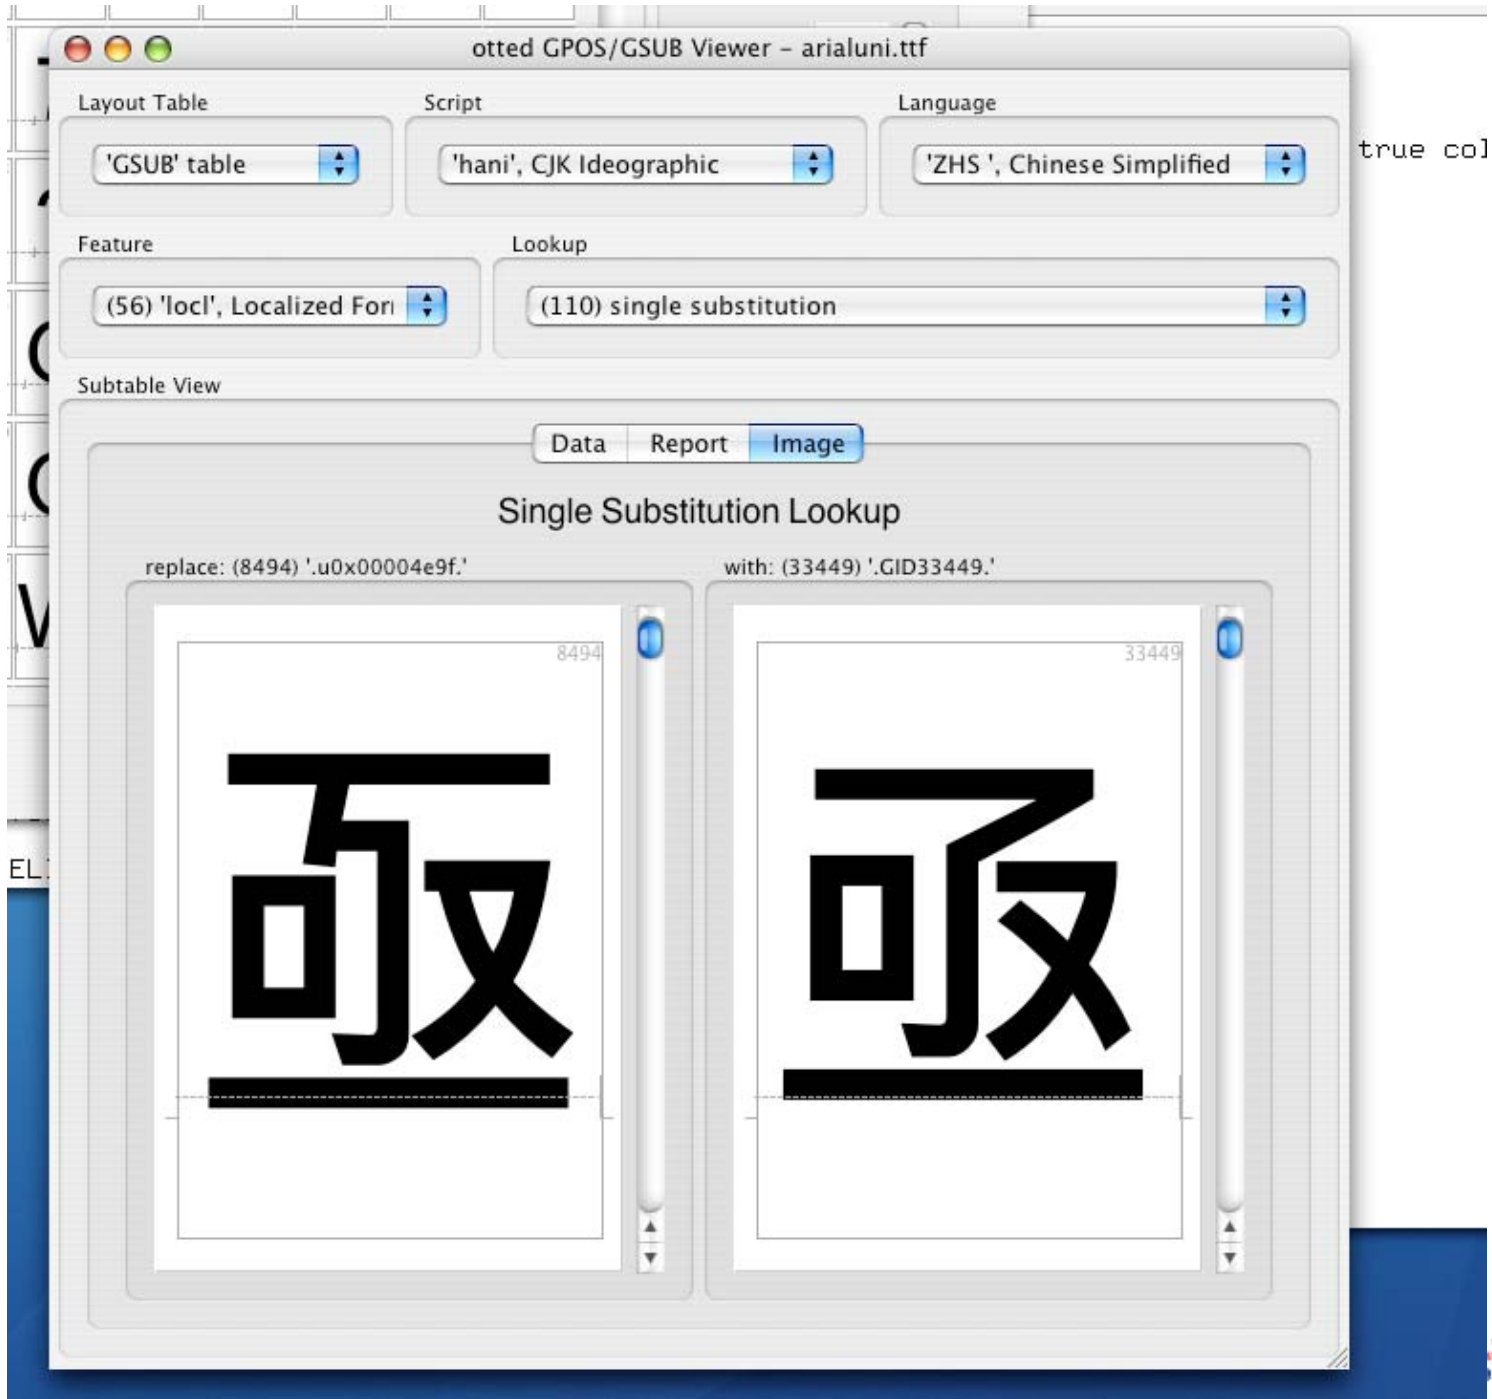 otted GPOS/GSUB Viewer – arialuni.ttf
Layout Table
Script
Language
'GSUB' table
'hani', CJK Ideographic
'ZHS ', Chinese Simplified
true col
Feature
Lookup
(56) 'locl', Localized For
(110) single substitution
Subtable View
Data Report Image
Single Substitution Lookup
replace: (8494) '.u0x00004e9f.'
with: (33449) '.GID33449.'
8494
33449
亟
亟
EL